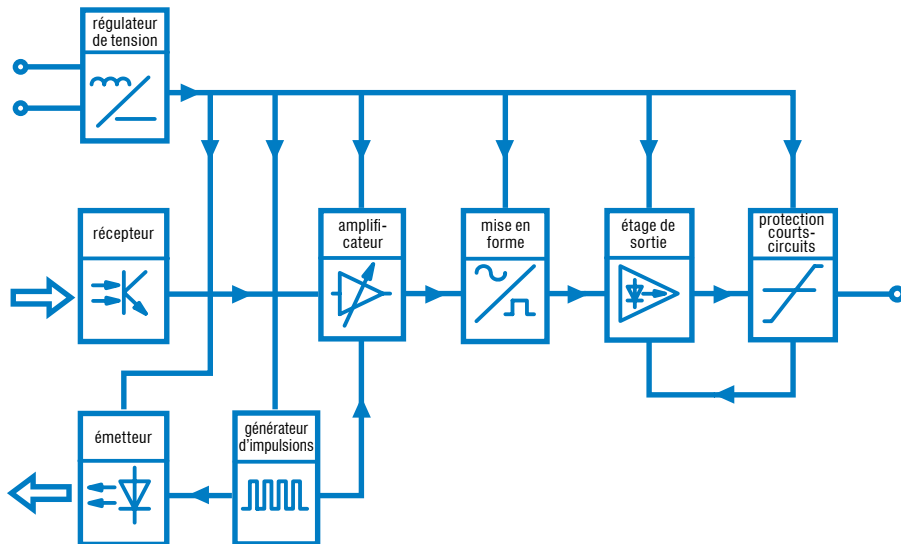 régulateur
de tension
récepteur
amplifi-
cateur
mise en
forme
étage de
sortie
protection
courts-
circuits
émetteur
générateur
d'impulsions